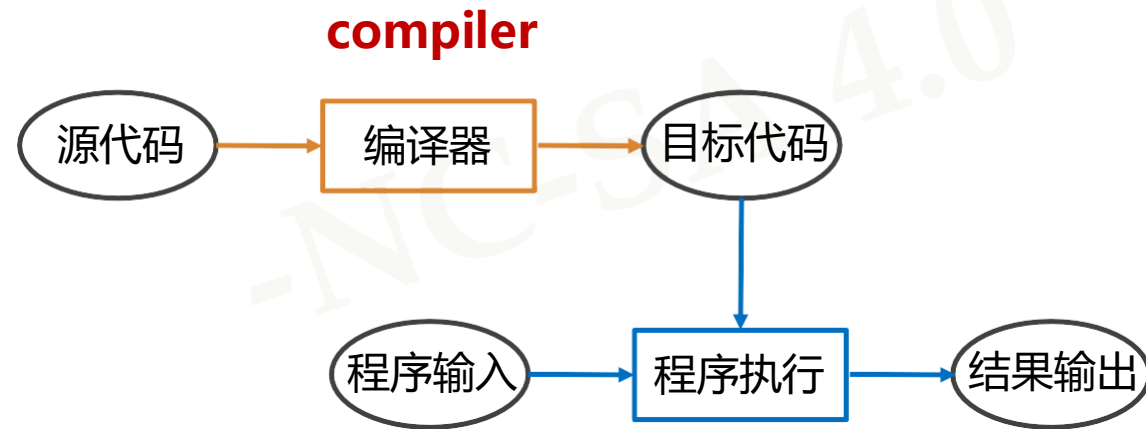 compiler
源代码
编译器
目标代码
程序输入
程序执行
结果输出
-NC-SA 4.0